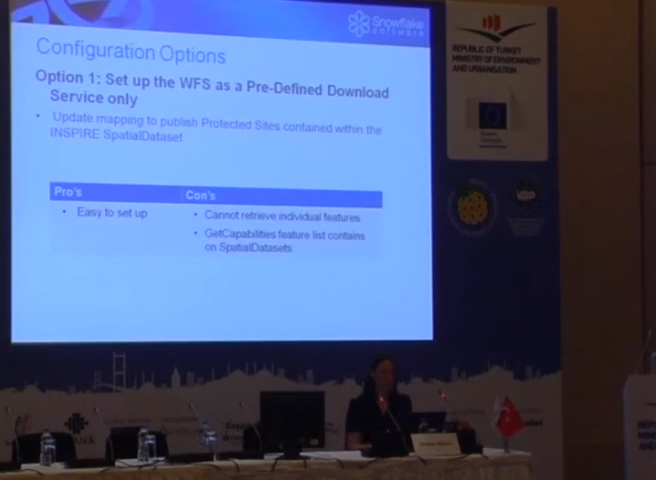 Snowflake
software
Configuration Options
Option 1: Set up the WFS as a Pre-Defined Download
Service only
• Update mapping to publish Protected Sites contained within the
INSPIRE SpatialDataset
Pro's
Con's
• Easy to set up
• Cannot retrieve individual features
• GetCapabilities feature list contains
on SpatialDatasets
REPUBLIC OF TURKEY
MINISTRY OF ENVIRONMENT
AND URBANISATION